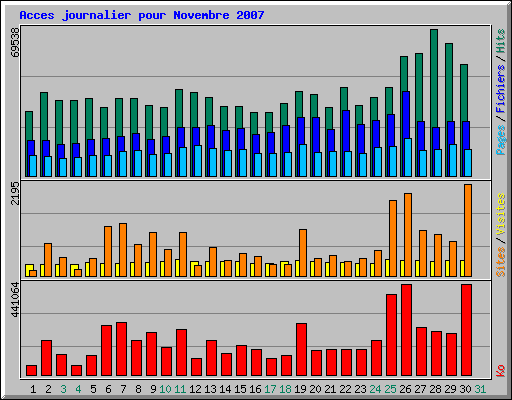 Acces journalier pour Novembre 2007
69538
Pages / Fichiers / Hits
2195
Sites / Visites
441064
Ko
1 2 3 4 5 6 7 8 9 10 11 12 13 14 15 16 17 18 19 20 21 22 23 24 25 26 27 28 29 30 31